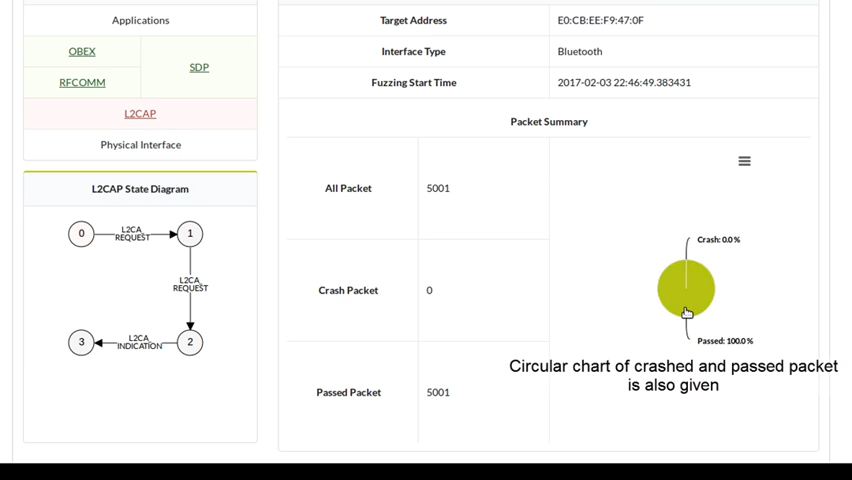 Applications
OBEX
SDP
RFCOMM
L2CAP
Physical Interface
L2CAP State Diagram
0
L2CA_
REQUEST
1
L2CA_
REQUEST
3
L2CA_
INDICATION
2
Target Address
E0:CB:EE:F9:47:0F
Interface Type
Bluetooth
Fuzzing Start Time
2017-02-03 22:46:49.383431
Packet Summary
All Packet
5001
Crash Packet
0
Passed Packet
5001
Crash: 0.0 %
Passed: 100.0 %
Circular chart of crashed and passed packet
is also given